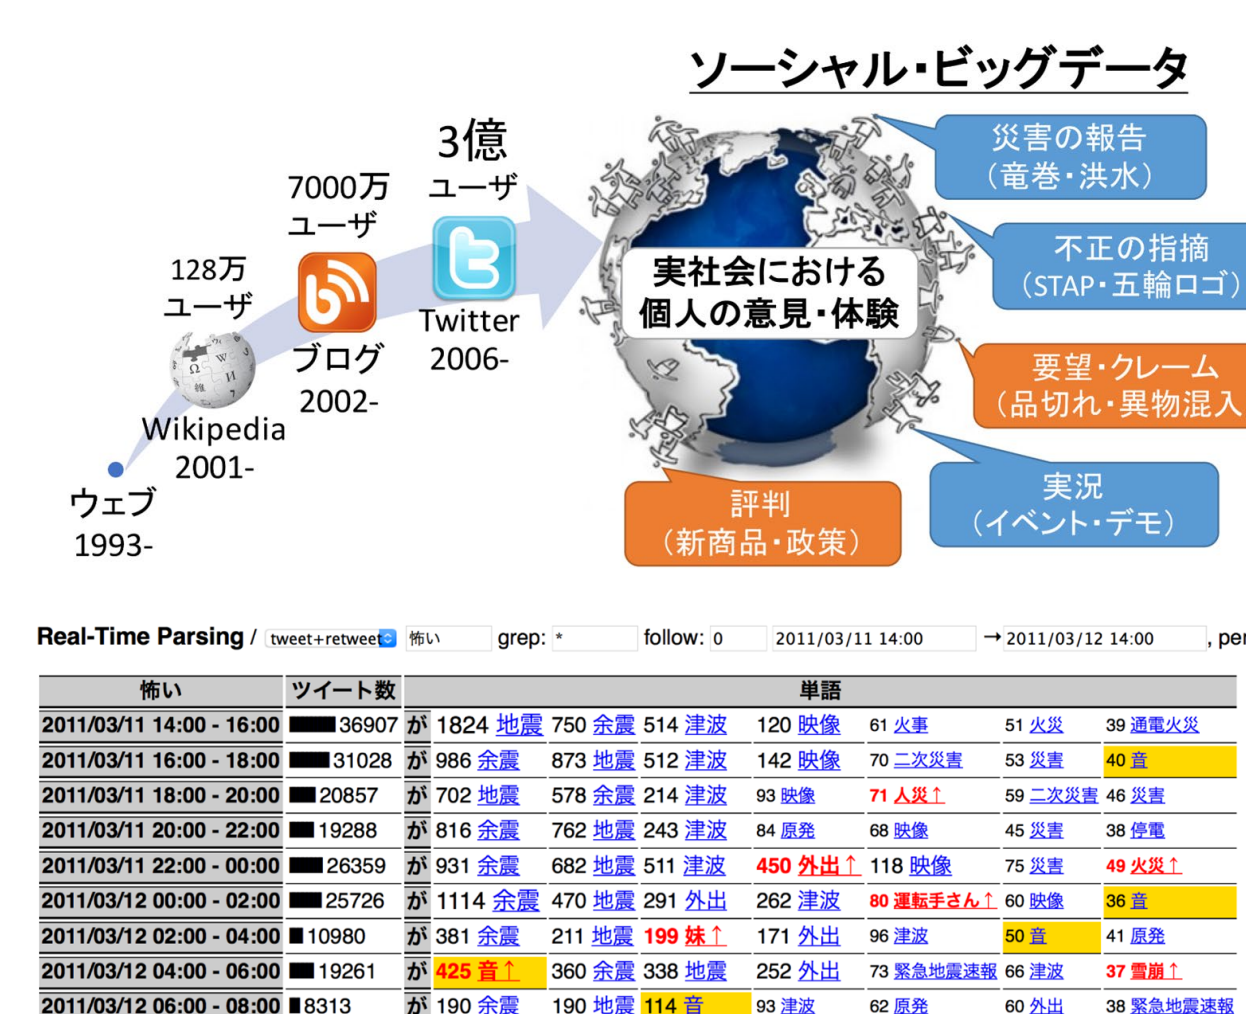 ソーシャル・ビッグデータ
3億
ユーザ
7000万
ユーザ
128万
ユーザ
Twitter
2006-
ブログ
2002-
Wikipedia
2001-
ウェブ
1993-
実社会における
個人の意見・体験
災害の報告
（竜巻・洪水）
不正の指摘
（STAP・五輪ロゴ）
要望・クレーム
（品切れ・異物混入
実況
（イベント・デモ）
評判
（新商品・政策）
Real-Time Parsing / tweet+retweet 怖い grep: * follow: 0 2011/03/11 14:00 →2011/03/12 14:00 , per
怖い ツイート数 単語
2011/03/11 14:00 - 16:00 36907 が 1824 地震 750 余震 514 津波 120 映像 61 火事 51 火災 39 通電火災
2011/03/11 16:00 - 18:00 31028 が 986 余震 873 地震 512 津波 142 映像 70 二次災害 53 災害 40 音
2011/03/11 18:00 - 20:00 20857 が 702 地震 578 余震 214 津波 93 映像 71 人災↑ 59 二次災害 46 災害
2011/03/11 20:00 - 22:00 19288 が 816 余震 762 地震 243 津波 84 原発 68 映像 45 災害 38 停電
2011/03/11 22:00 - 00:00 26359 が 931 余震 682 地震 511 津波 450 外出↑ 118 映像 75 災害 49 火災↑
2011/03/12 00:00 - 02:00 25726 が 1114 余震 470 地震 291 外出 262 津波 80 運転手さん↑ 60 映像 36 音
2011/03/12 02:00 - 04:00 10980 が 381 余震 211 地震 199 妹↑ 171 外出 96 津波 50 音 41 原発
2011/03/12 04:00 - 06:00 19261 が 425 音↑ 360 余震 338 地震 252 外出 73 緊急地震速報 66 津波 37 雪崩↑
2011/03/12 06:00 - 08:00 8313 が 190 余震 190 地震 114 音 93 津波 62 原発 60 外出 38 緊急地震速報